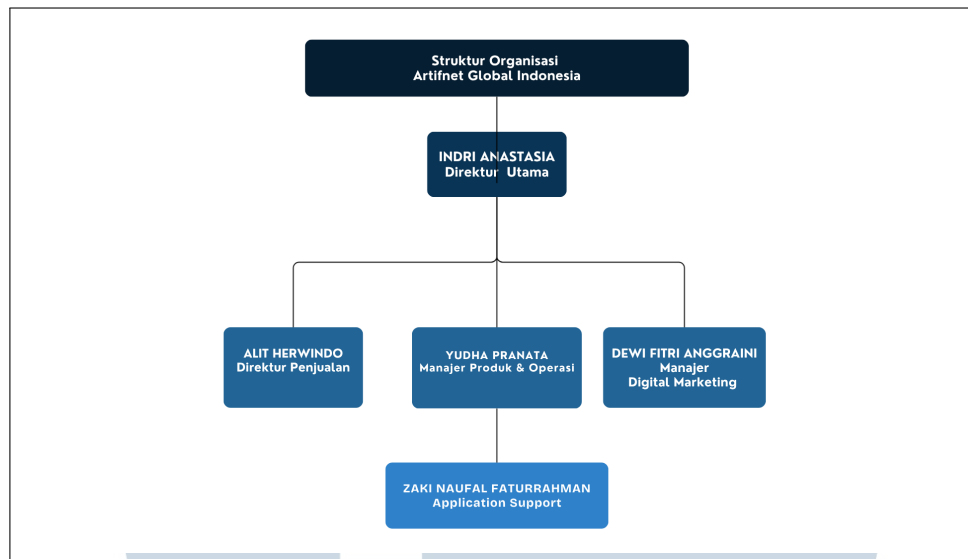 Struktur Organisasi
Artifnet Global Indonesia
INDRI ANASTASIA
Direktur Utama
ALIT HERWINDO
Direktur Penjualan
YUDHA PRANATA
Manajer Produk & Operasi
DEWI FITRI ANGGRAINI
Manajer
Digital Marketing
ZAKI NAUFAL FATURRAHMAN
Application Support